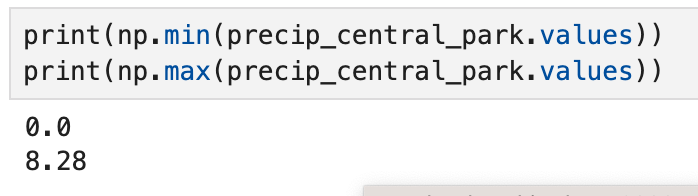 print(np.min(precip_central_park.values))
print(np.max(precip_central_park.values))
0.0
8.28